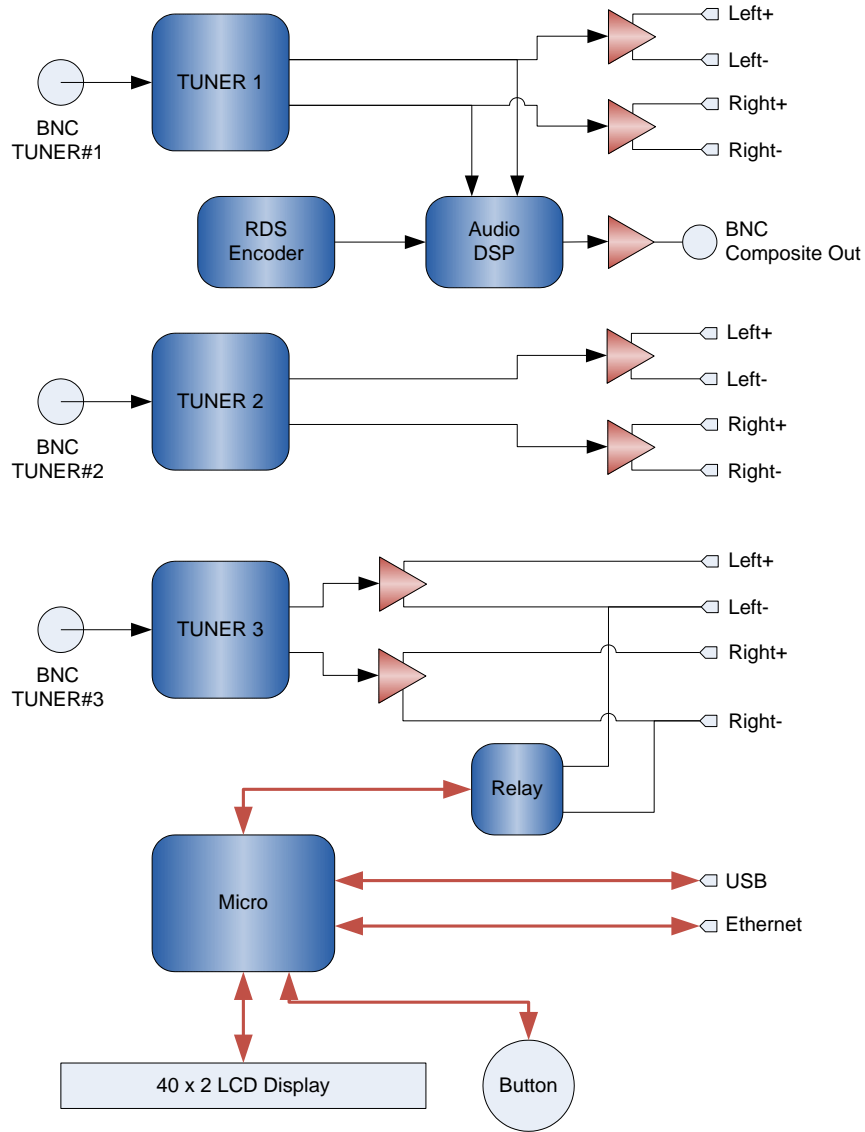 Left+
TUNER 1
Left-
BNC
TUNER#1
Right+
Right-
RDS
Encoder
Audio
DSP
BNC
Composite Out
Left+
TUNER 2
Left-
BNC
TUNER#2
Right+
Right-
Left+
TUNER 3
Left-
BNC
TUNER#3
Right+
Right-
Relay
Micro
USB
Ethernet
40 x 2 LCD Display
Button